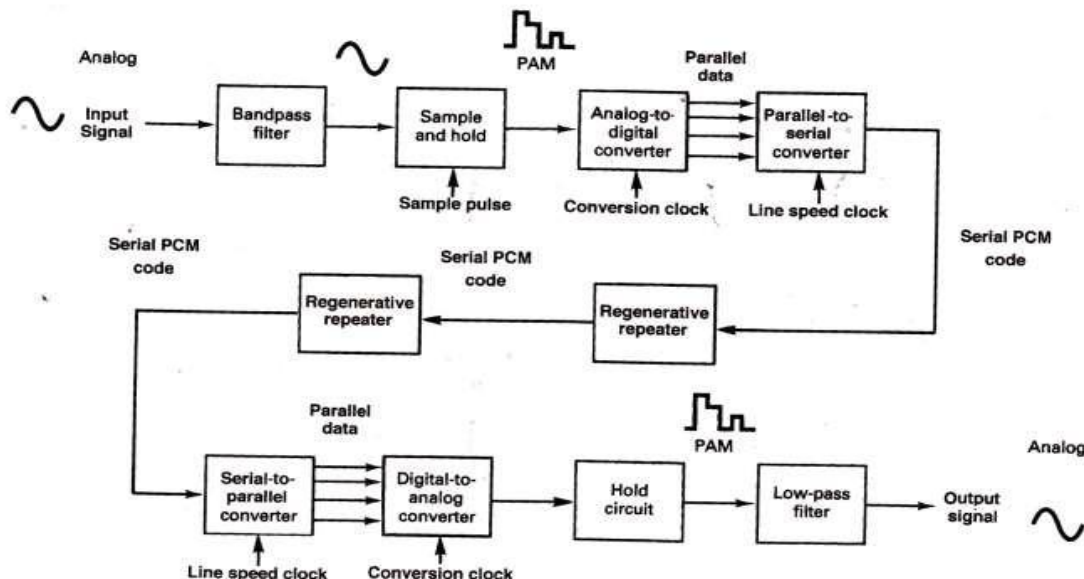 Analog
Input
Signal
Bandpass
filter
Sample
and hold
Sample pulse
PAM
Analog-to-
digital
converter
Conversion clock
Parallel
data
Parallel-to-
serial
converter
Line speed clock
Serial PCM
code
Regenerative
repeater
Serial PCM
code
Regenerative
repeater
Serial PCM
code
Serial-to-
parallel
converter
Line speed clock
Parallel
data
Digital-to-
analog
converter
Conversion clock
Hold
circuit
PAM
Low-pass
filter
Output
signal
Analog